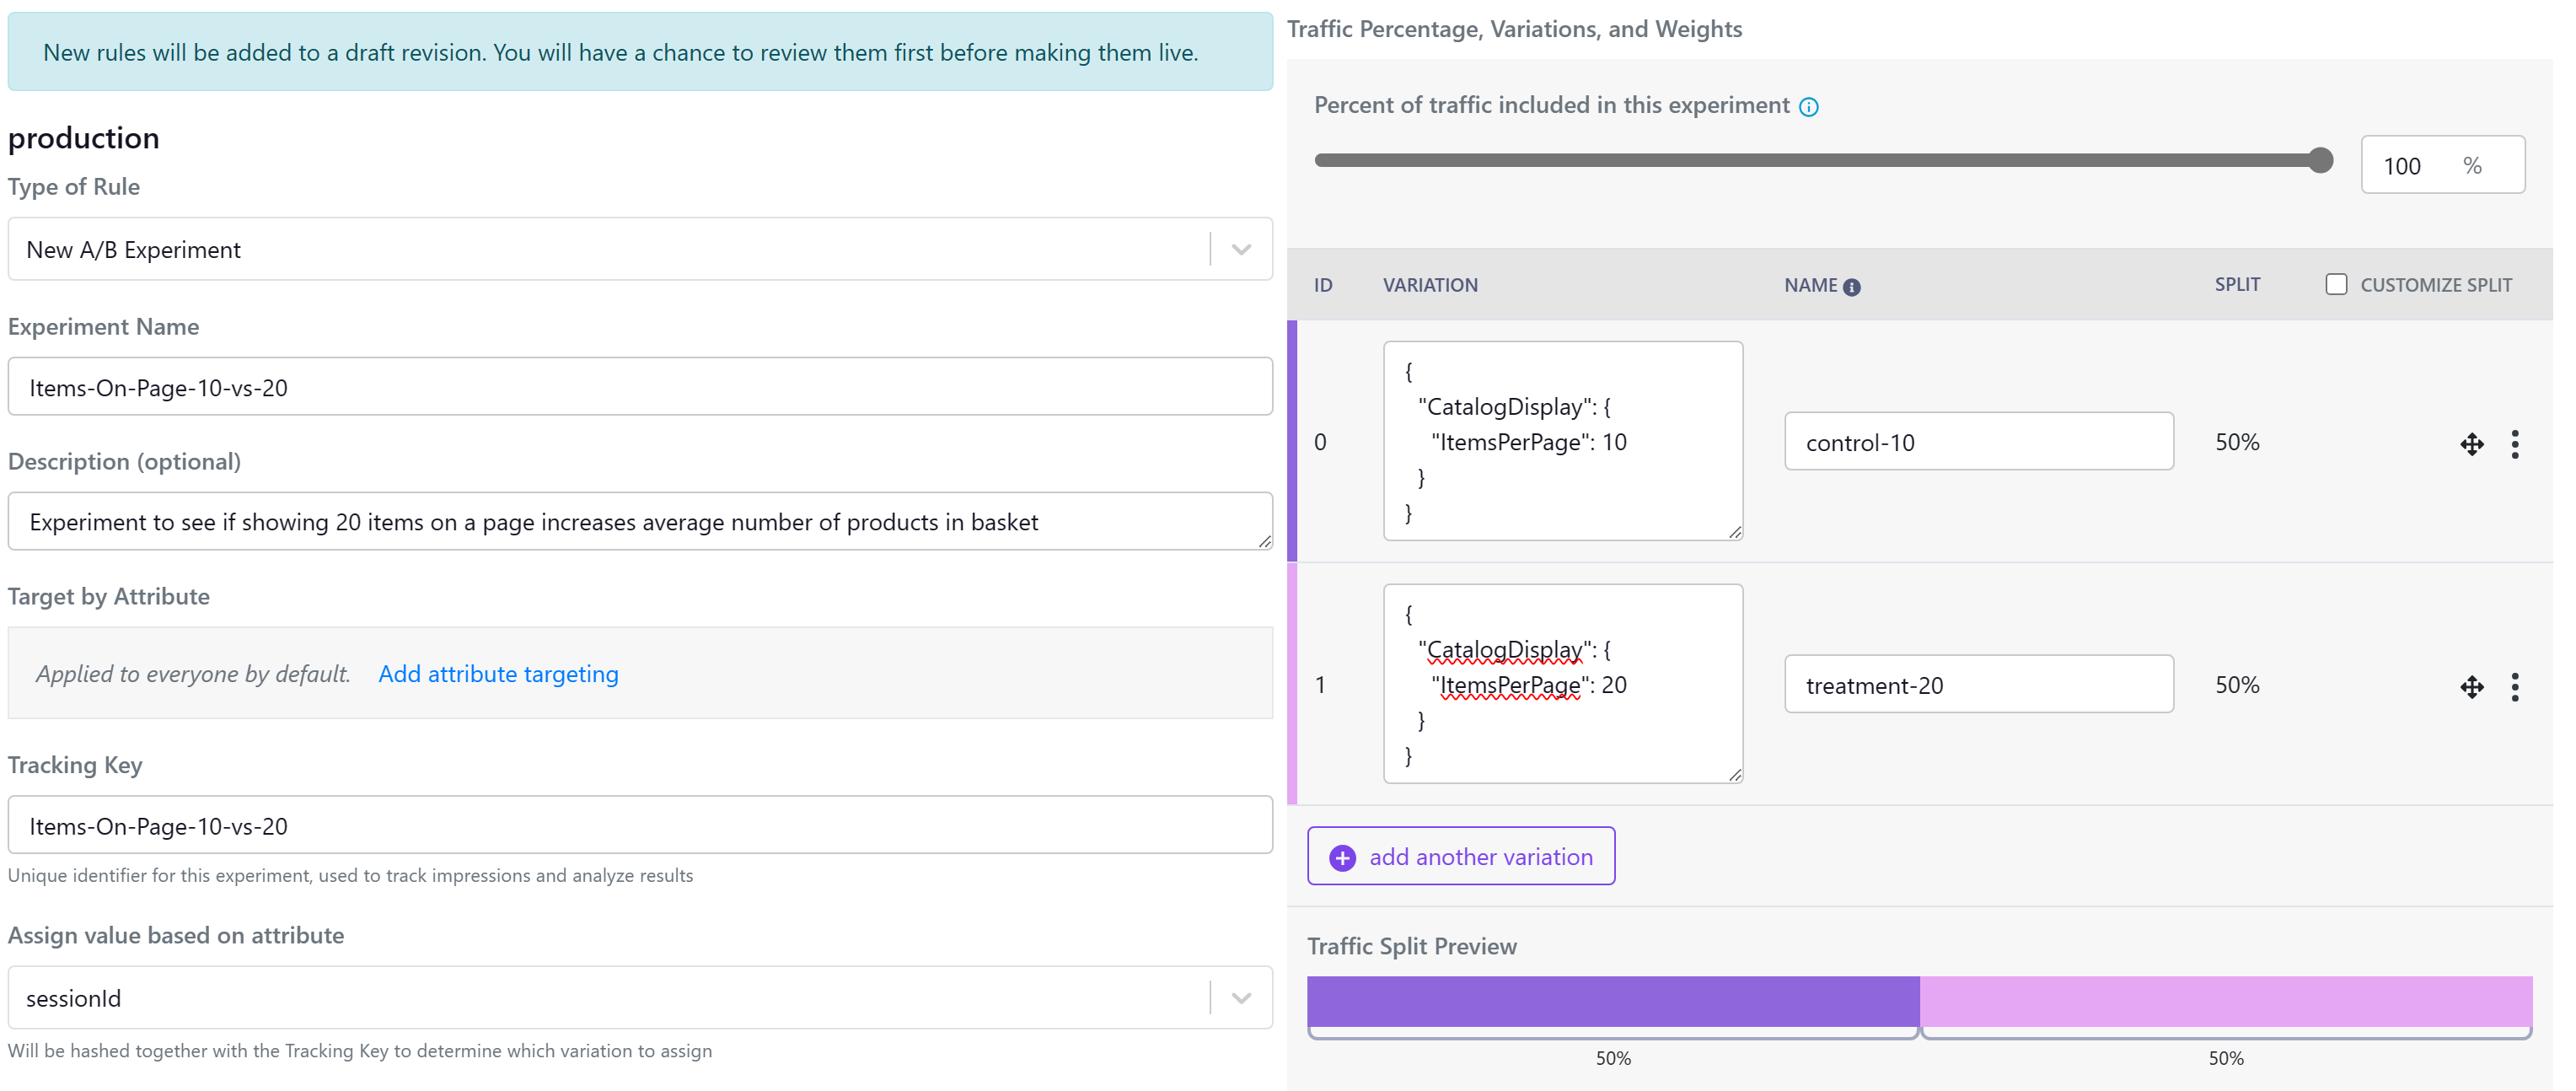 New rules will be added to a draft revision. You will have a chance to review them first before making them live.
production
Type of Rule
New A/B Experiment
Experiment Name
Items-On-Page-10-vs-20
Description (optional)
Experiment to see if showing 20 items on a page increases average number of products in basket
Target by Attribute
Applied to everyone by default. Add attribute targeting
Tracking Key
Items-On-Page-10-vs-20
Unique identifier for this experiment, used to track impressions and analyze results
Assign value based on attribute
sessionId
Will be hashed together with the Tracking Key to determine which variation to assign
Traffic Percentage, Variations, and Weights
Percent of traffic included in this experiment
100 %
ID VARIATION NAME SPLIT CUSTOMIZE SPLIT
0
{
"CatalogDisplay": {
"ItemsPerPage": 10
}
}
control-10
50%
1
{
"CatalogDisplay": {
"ItemsPerPage": 20
}
}
treatment-20
50%
add another variation
Traffic Split Preview
50% 50%